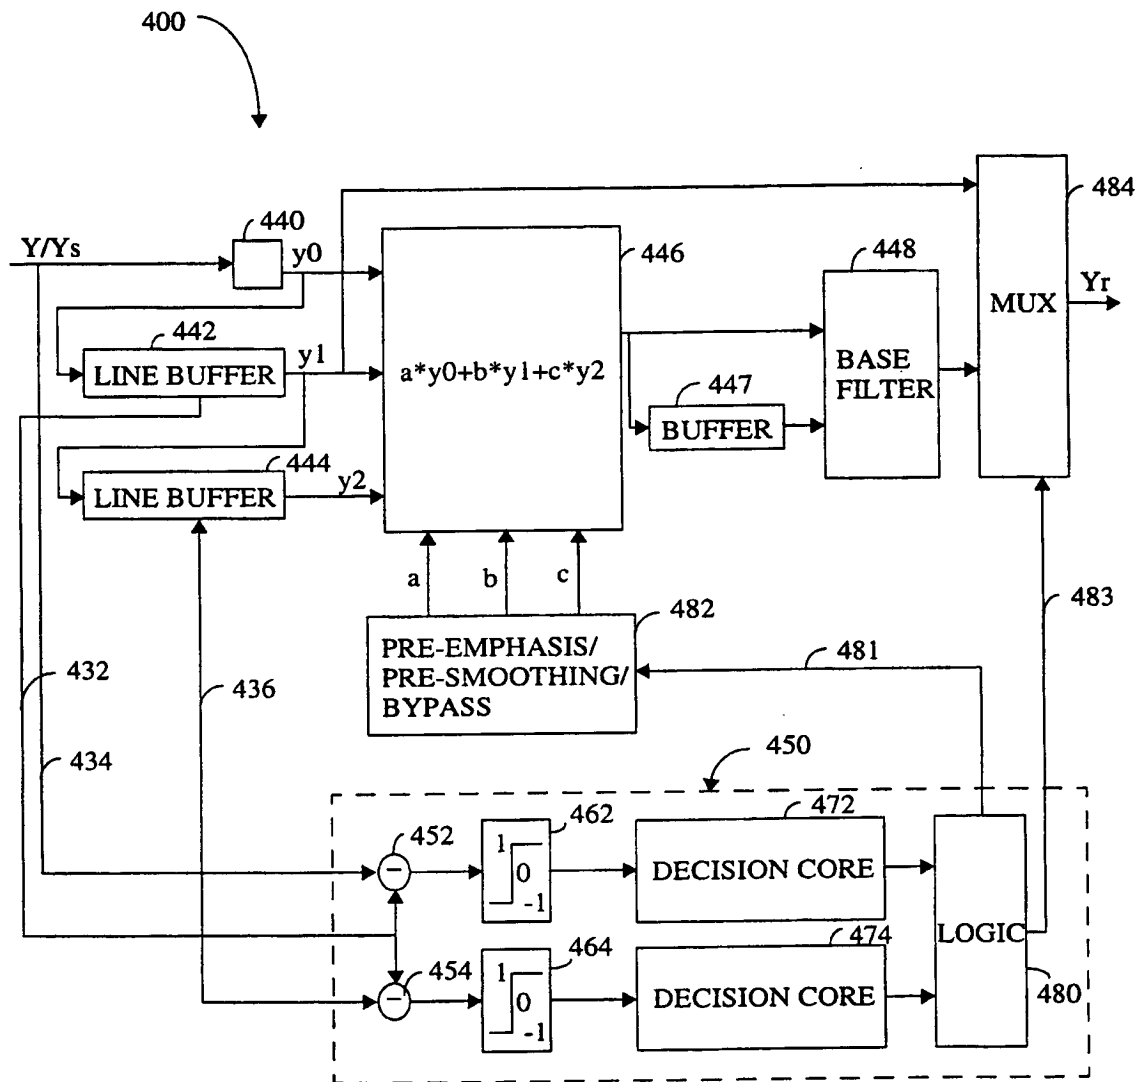 400
Y/Ys
440
y0
442
LINE BUFFER
y1
444
LINE BUFFER
y2
a*y0+b*y1+c*y2
446
447
BUFFER
448
BASE
FILTER
MUX
484
Yr
a
b
c
482
PRE-EMPHASIS/
PRE-SMOOTHING/
BYPASS
481
483
432
434
436
450
452
-
462
1
0
-1
472
DECISION CORE
454
-
464
1
0
-1
474
DECISION CORE
LOGIC
480